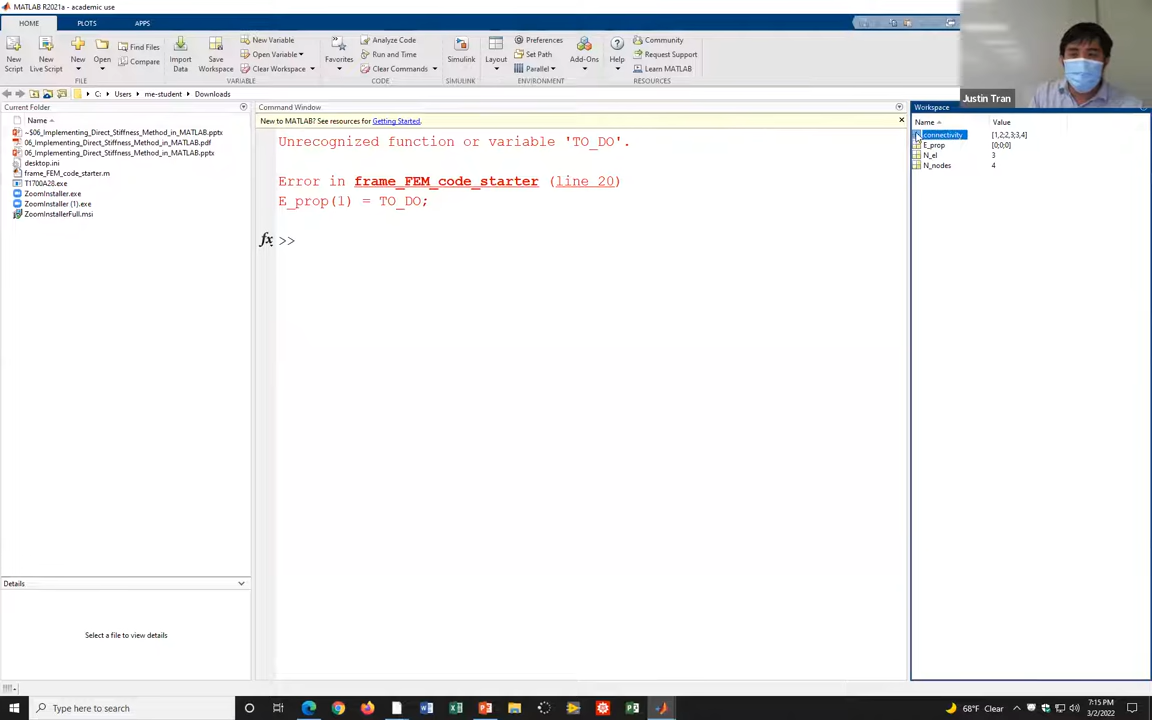 MATLAB R2021a - academic use
HOME PLOTS APPS
New Script New Live Script New Open Find Files Compare Import Data Save Workspace New Variable Open Variable Clear Workspace Favorites Analyze Code Run and Time Clear Commands Simulink Layout Preferences Set Path Parallel Add-Ons Help Community Request Support Learn MATLAB
FILE VARIABLE CODE SIMULINK ENVIRONMENT RESOURCES
Justin Tran
C: Users me-student Downloads
Current Folder
Name
~$06_Implementing_Direct_Stiffness_Method_in_MATLAB.pptx
06_Implementing_Direct_Stiffness_Method_in_MATLAB.pdf
06_Implementing_Direct_Stiffness_Method_in_MATLAB.pptx
desktop.ini
frame_FEM_code_starter.m
T1700A28.exe
ZoomInstaller.exe
ZoomInstaller (1).exe
ZoomInstallerFull.msi
Details
Select a file to view details
Command Window
New to MATLAB? See resources for Getting Started.
Unrecognized function or variable 'TO_DO'.
Error in frame_FEM_code_starter (line 20)
E_prop(1) = TO_DO;
fx >>
Workspace
Name Value
connectivity [1,2;2,3;3,4]
E_prop [0;0;0]
N_el 3
N_nodes 4
Type here to search
68°F Clear
7:15 PM
3/2/2022